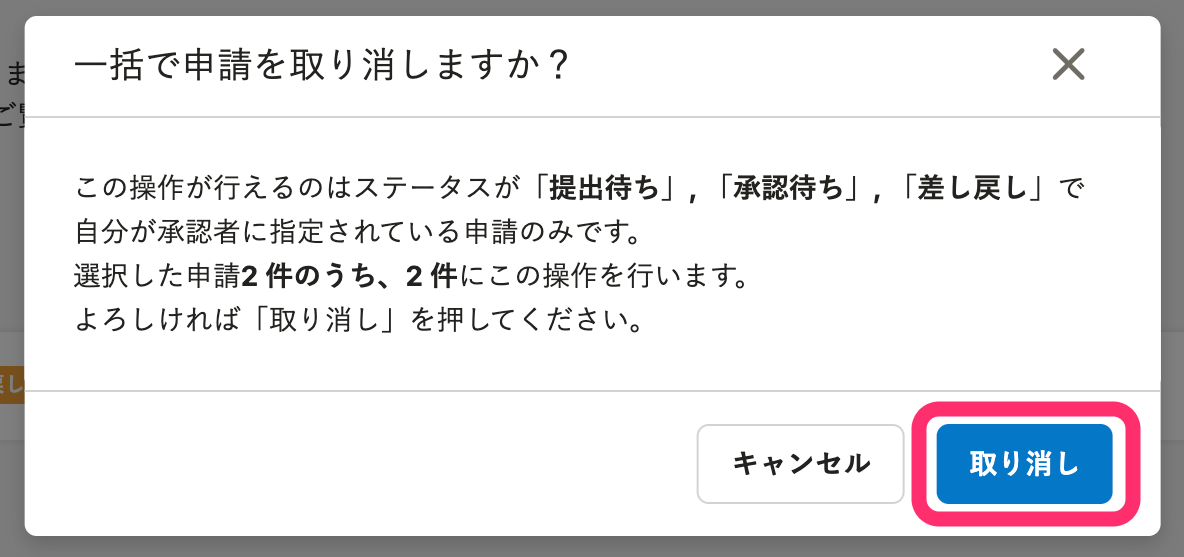 一括で申請を取り消しますか？
ま
この操作が行えるのはステータスが「提出待ち」,「承認待ち」,「差し戻し」で
自分が承認者に指定されている申請のみです。
選択した申請2 件のうち、2 件にこの操作を行います。
よろしければ「取り消し」を押してください。
キャンセル
取り消し